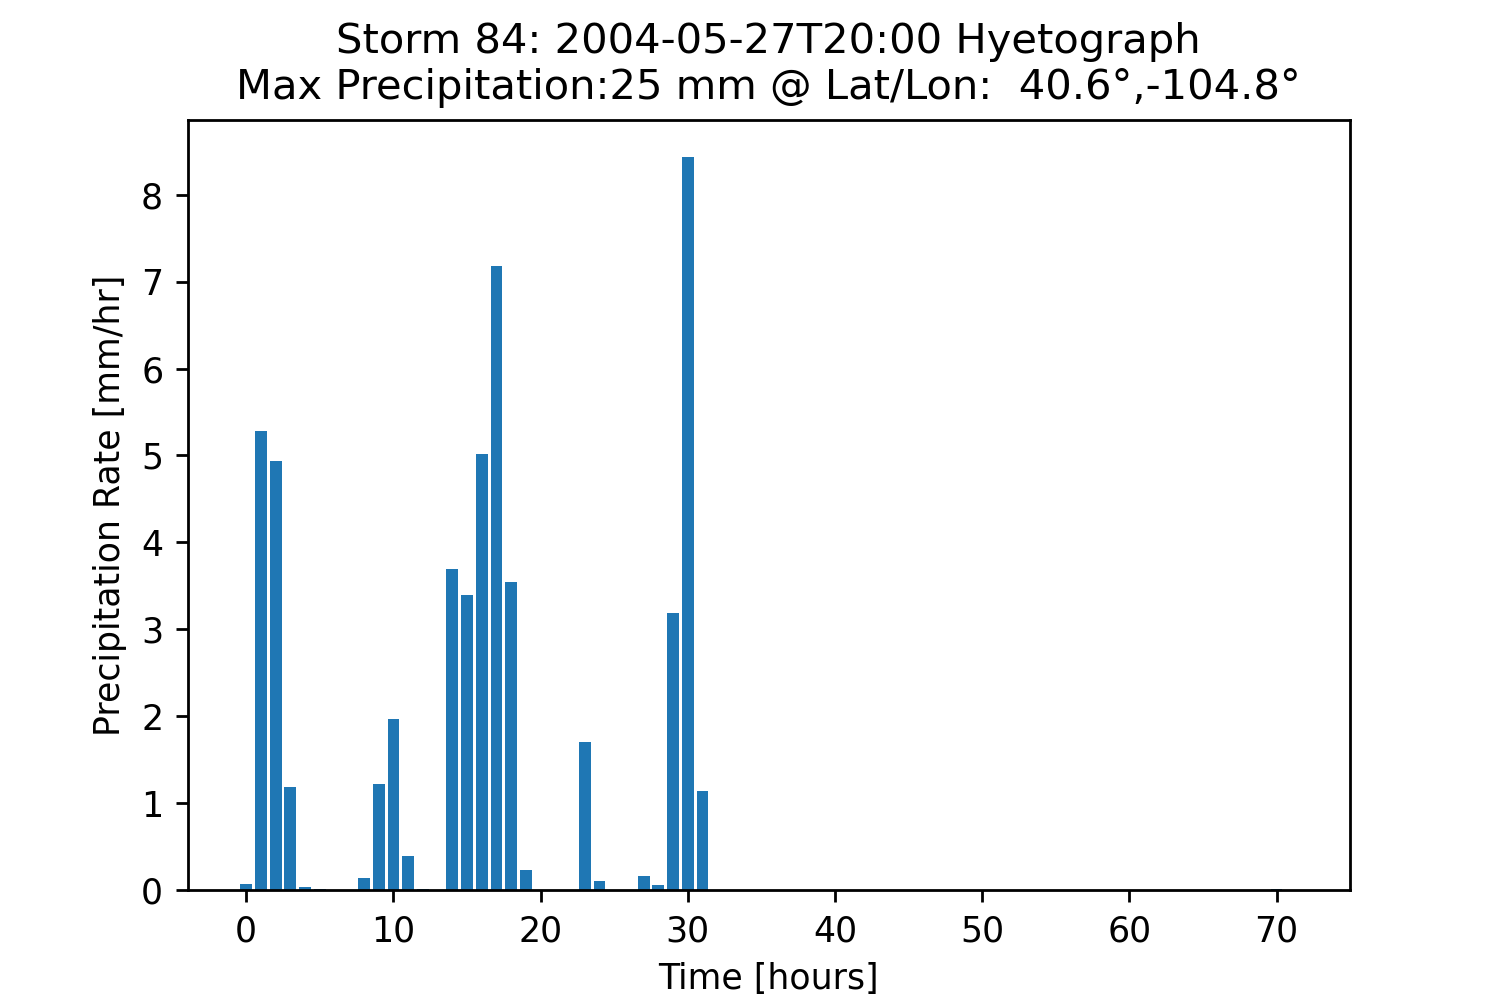 Storm 84: 2004-05-27T20:00 Hyetograph
Max Precipitation:25 mm @ Lat/Lon:  40.6°,-104.8°
8
7
6
5
4
3
2
1
0
Precipitation Rate [mm/hr]
0 10 20 30 40 50 60 70
Time [hours]